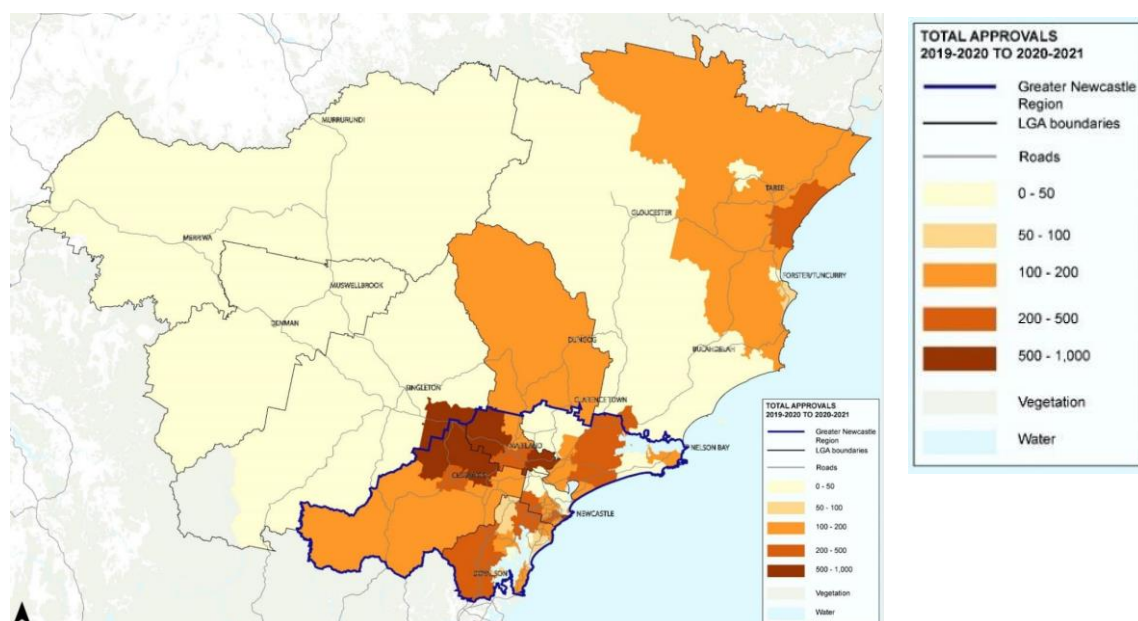 MURRURUNDI
MERRIWA
MUSWELLBROOK
DENMAN
SINGLETON
GLOUCESTER
TAREE
FORSTER/TUNCURRY
DUNGOG
BULAHDELAH
CLARENCETOWN
MAITLAND
NELSON BAY
NEWCASTLE
TOTAL APPROVALS
2019-2020 TO 2020-2021
Greater Newcastle
Region
LGA boundaries
Roads
0 - 50
50 - 100
100 - 200
200 - 500
500 - 1,000
Vegetation
Water
TOTAL APPROVALS
2019-2020 TO 2020-2021
Greater Newcastle
Region
LGA boundaries
Roads
0 - 50
50 - 100
100 - 200
200 - 500
500 - 1,000
Vegetation
Water